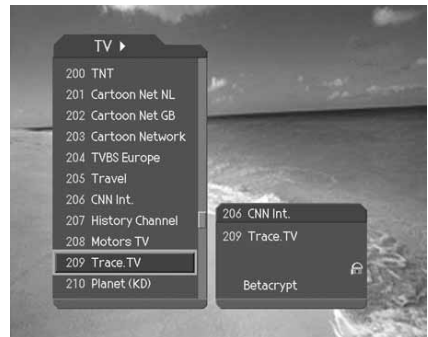 TV
200 TNT
201 Cartoon Net NL
202 Cartoon Net GB
203 Cartoon Network
204 TVBS Europe
205 Travel
206 CNN Int.
207 History Channel
208 Motors TV
209 Trace.TV
210 Planet (KD)
206 CNN Int.
209 Trace.TV
Betacrypt